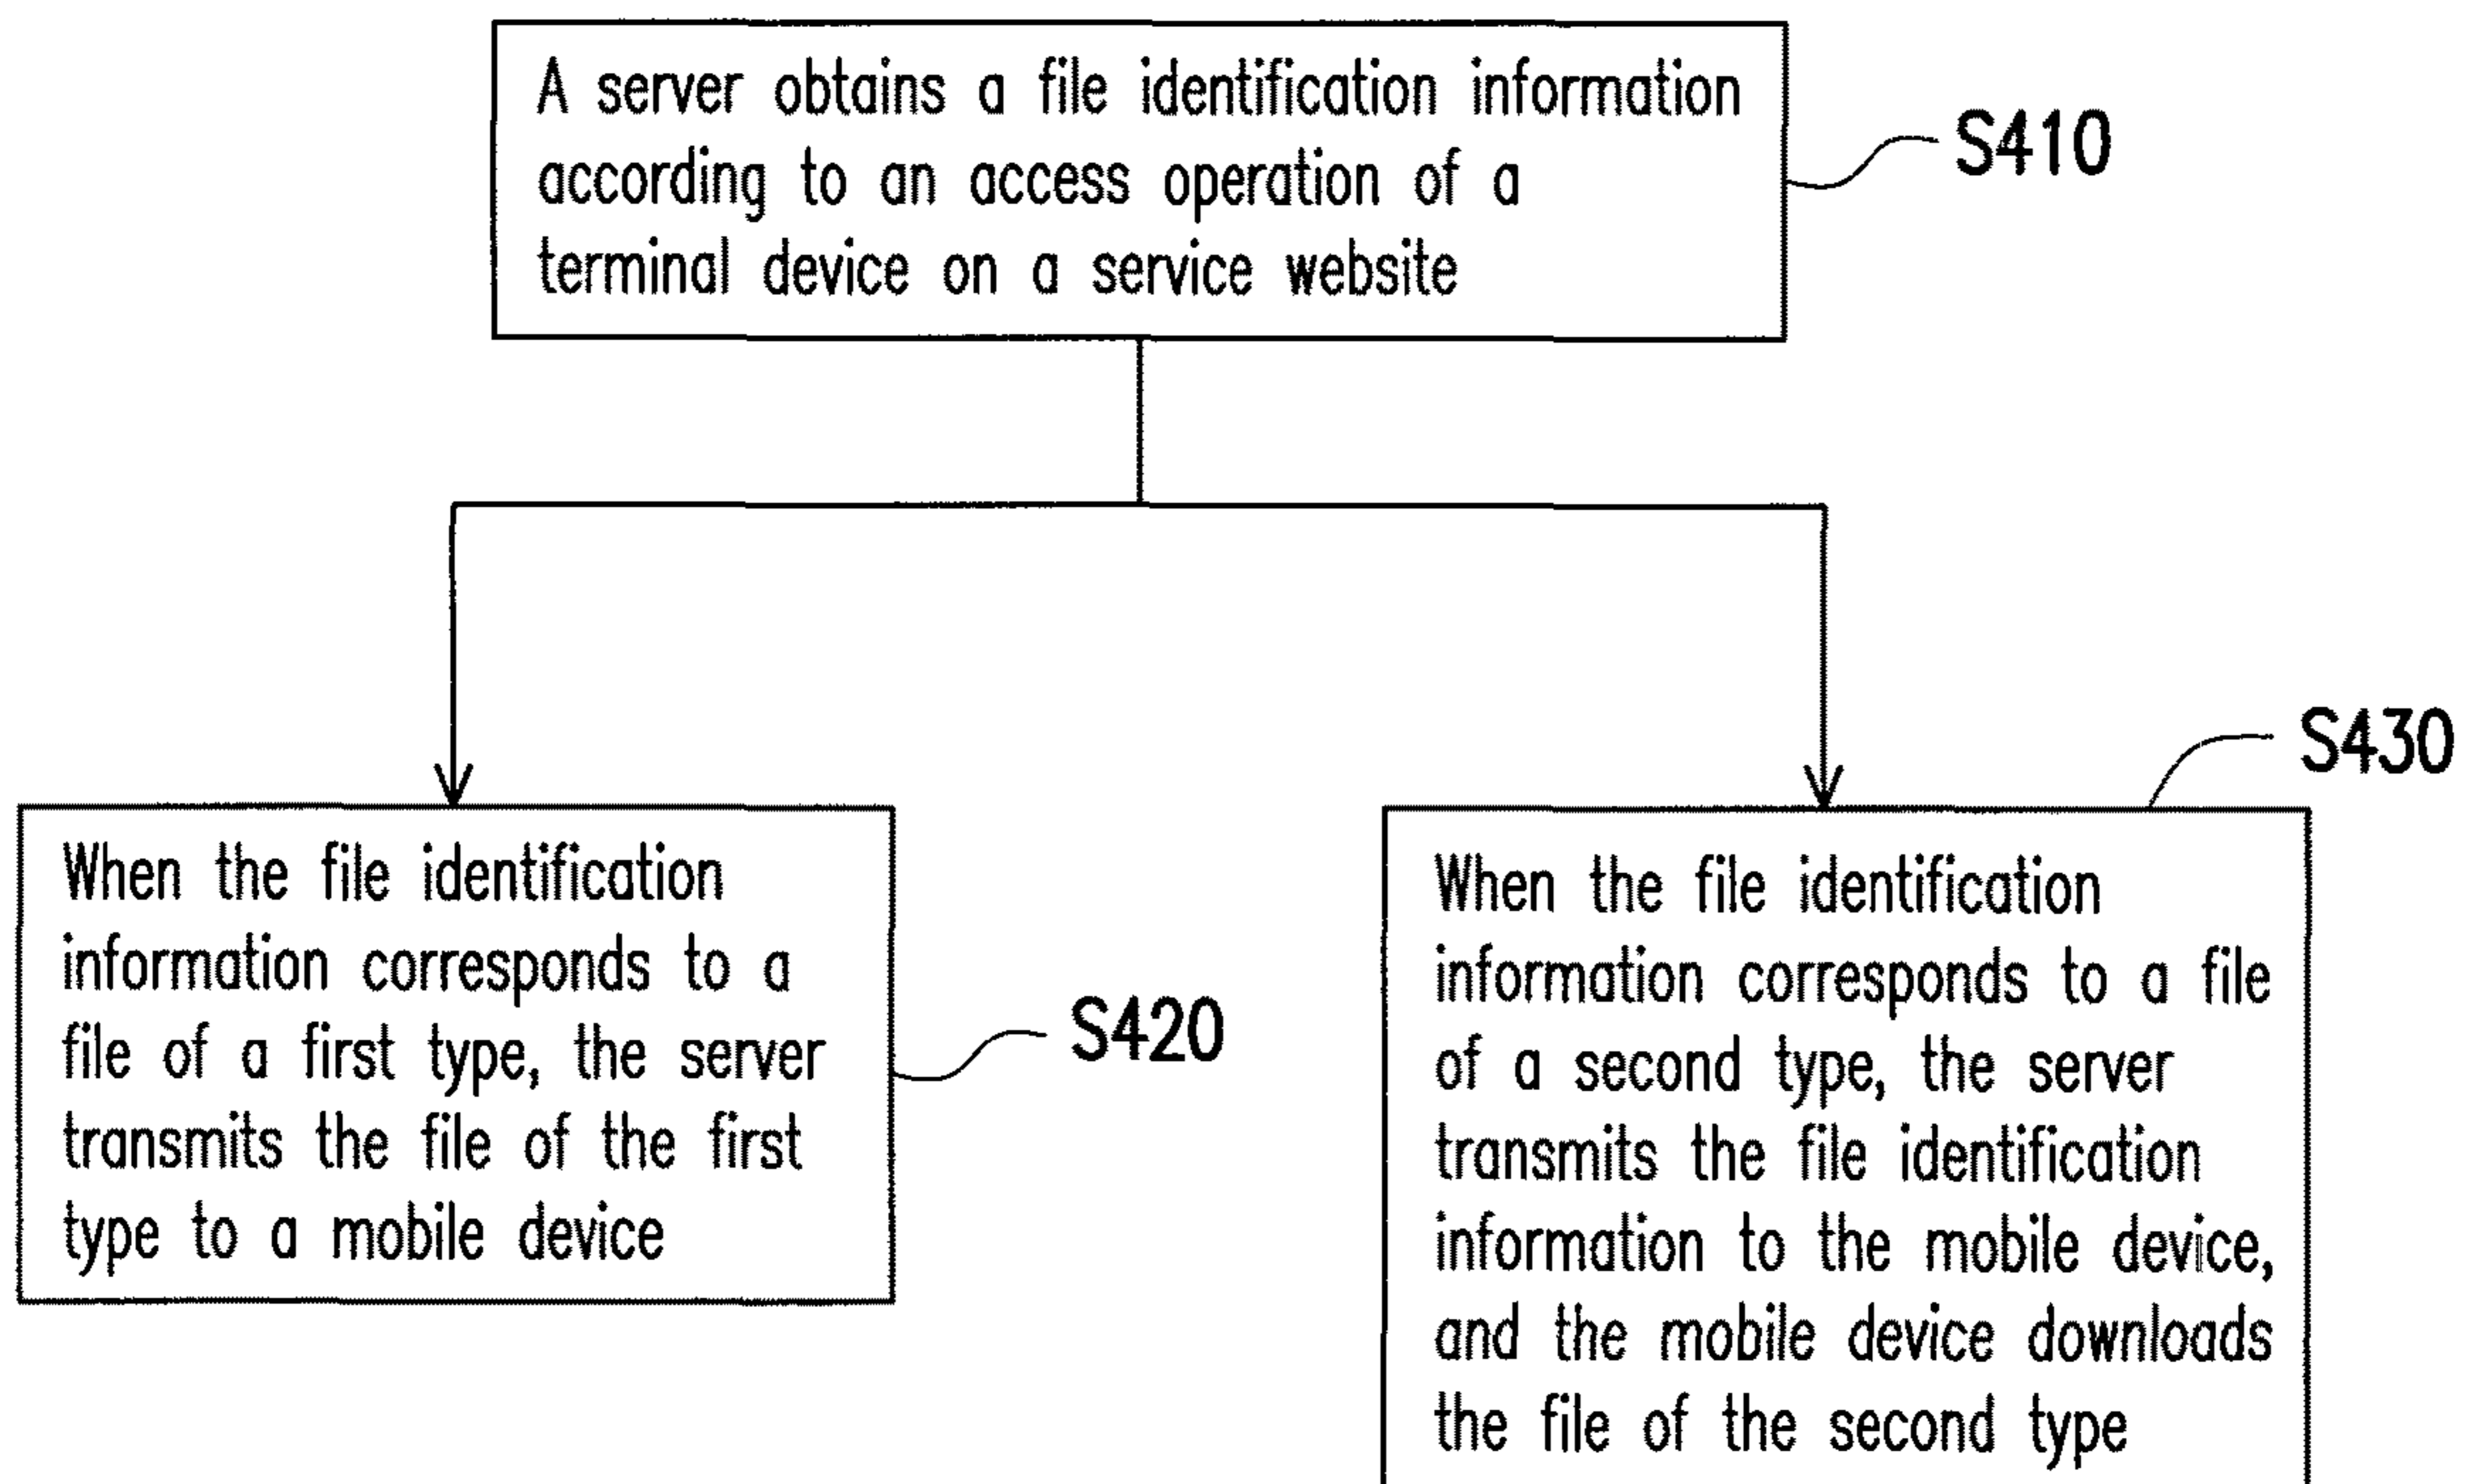 A server obtains a file identification information
according to an access operation of a
terminal device on a service website
S410
S430
When the file identification
information corresponds to a
file of a first type, the server
transmits the file of the first
type to a mobile device
S420
When the file identification
information corresponds to a file
of a second type, the server
transmits the file identification
information to the mobile device,
and the mobile device downloads
the file of the second type